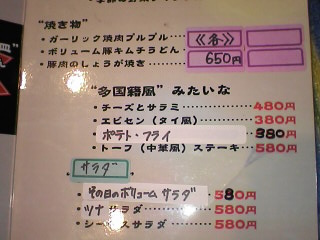 "焼き物"
・ガーリック焼肉プルプル 《各》
・ボリューム豚キムチうどん
・豚肉のしょうが焼き 650円
"多国籍風" みたいな
・チーズとサラミ………480円
・エビセン(タイ風)………380円
ポテト・フライ 380円
・トーフ(中華風)ステーキ…580円
サラダ
その日のボリュームサラダ 580円
・ツナサラダ………580円
・シーフースサラダ………580円